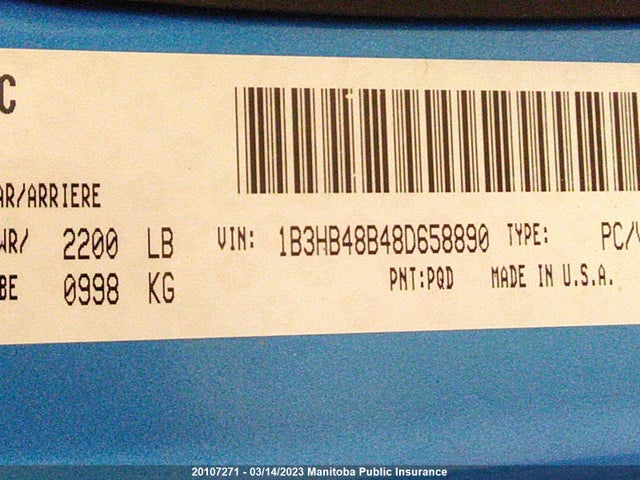 C
AR/ARRIERE
WR/ 2200 LB VIN: 1B3HB48B48D658890 TYPE: PC/
BE 0998 KG PNT:PQD MADE IN U.S.A.
20107271 - 03/14/2023 Manitoba Public Insurance